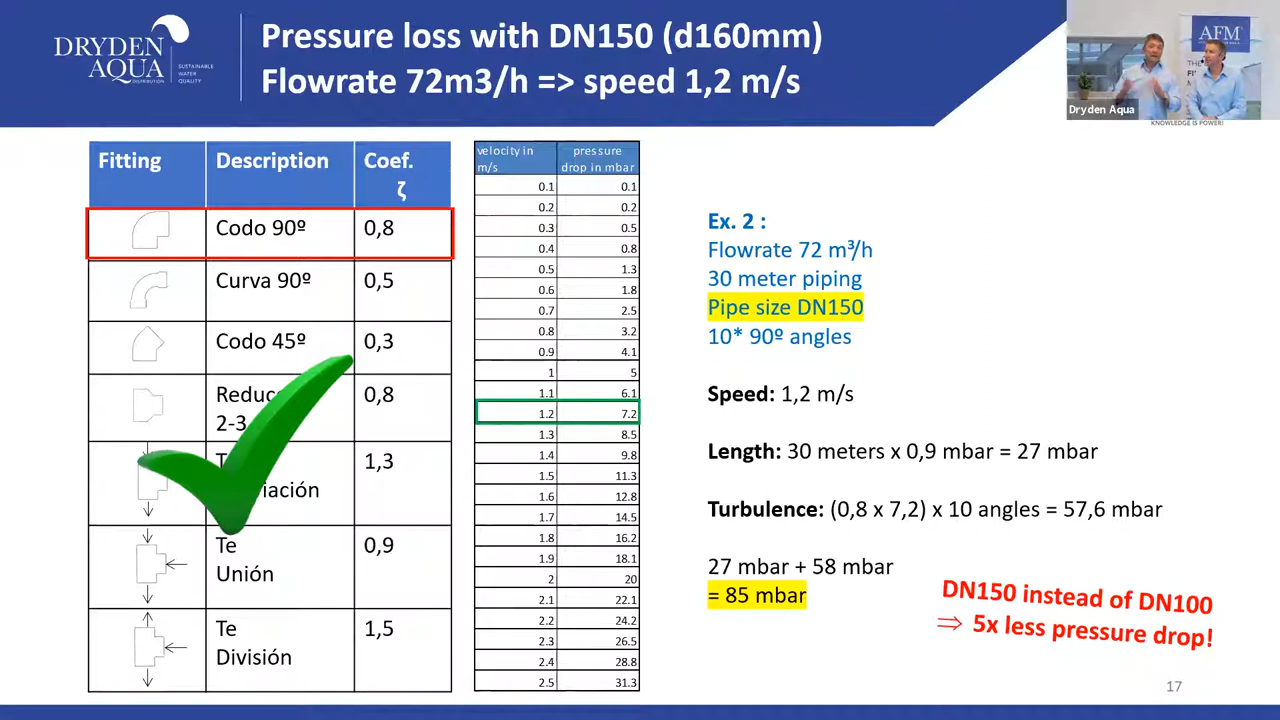 DRYDEN
AQUA
DISTRIBUTION
SUSTAINABLE
WATER
QUALITY
Pressure loss with DN150 (d160mm)
Flowrate 72m3/h => speed 1,2 m/s
AFM
Dryden Aqua
KNOWLEDGE IS POWER!
Fitting Description Coef. ζ
Codo 90º 0,8
Curva 90º 0,5
Codo 45º 0,3
2-3 0,8
1,3
Te
Unión 0,9
Te
División 1,5
velocity in m/s pressure drop in mbar
0.1 0.1
0.2 0.2
0.3 0.5
0.4 0.8
0.5 1.3
0.6 1.8
0.7 2.5
0.8 3.2
0.9 4.1
1 5
1.1 6.1
1.2 7.2
1.3 8.5
1.4 9.8
1.5 11.3
1.6 12.8
1.7 14.5
1.8 16.2
1.9 18.1
2 20
2.1 22.1
2.2 24.2
2.3 26.5
2.4 28.8
2.5 31.3
Ex. 2 :
Flowrate 72 m³/h
30 meter piping
Pipe size DN150
10* 90º angles
Speed: 1,2 m/s
Length: 30 meters x 0,9 mbar = 27 mbar
Turbulence: (0,8 x 7,2) x 10 angles = 57,6 mbar
27 mbar + 58 mbar
= 85 mbar
DN150 instead of DN100
⇒ 5x less pressure drop!
17